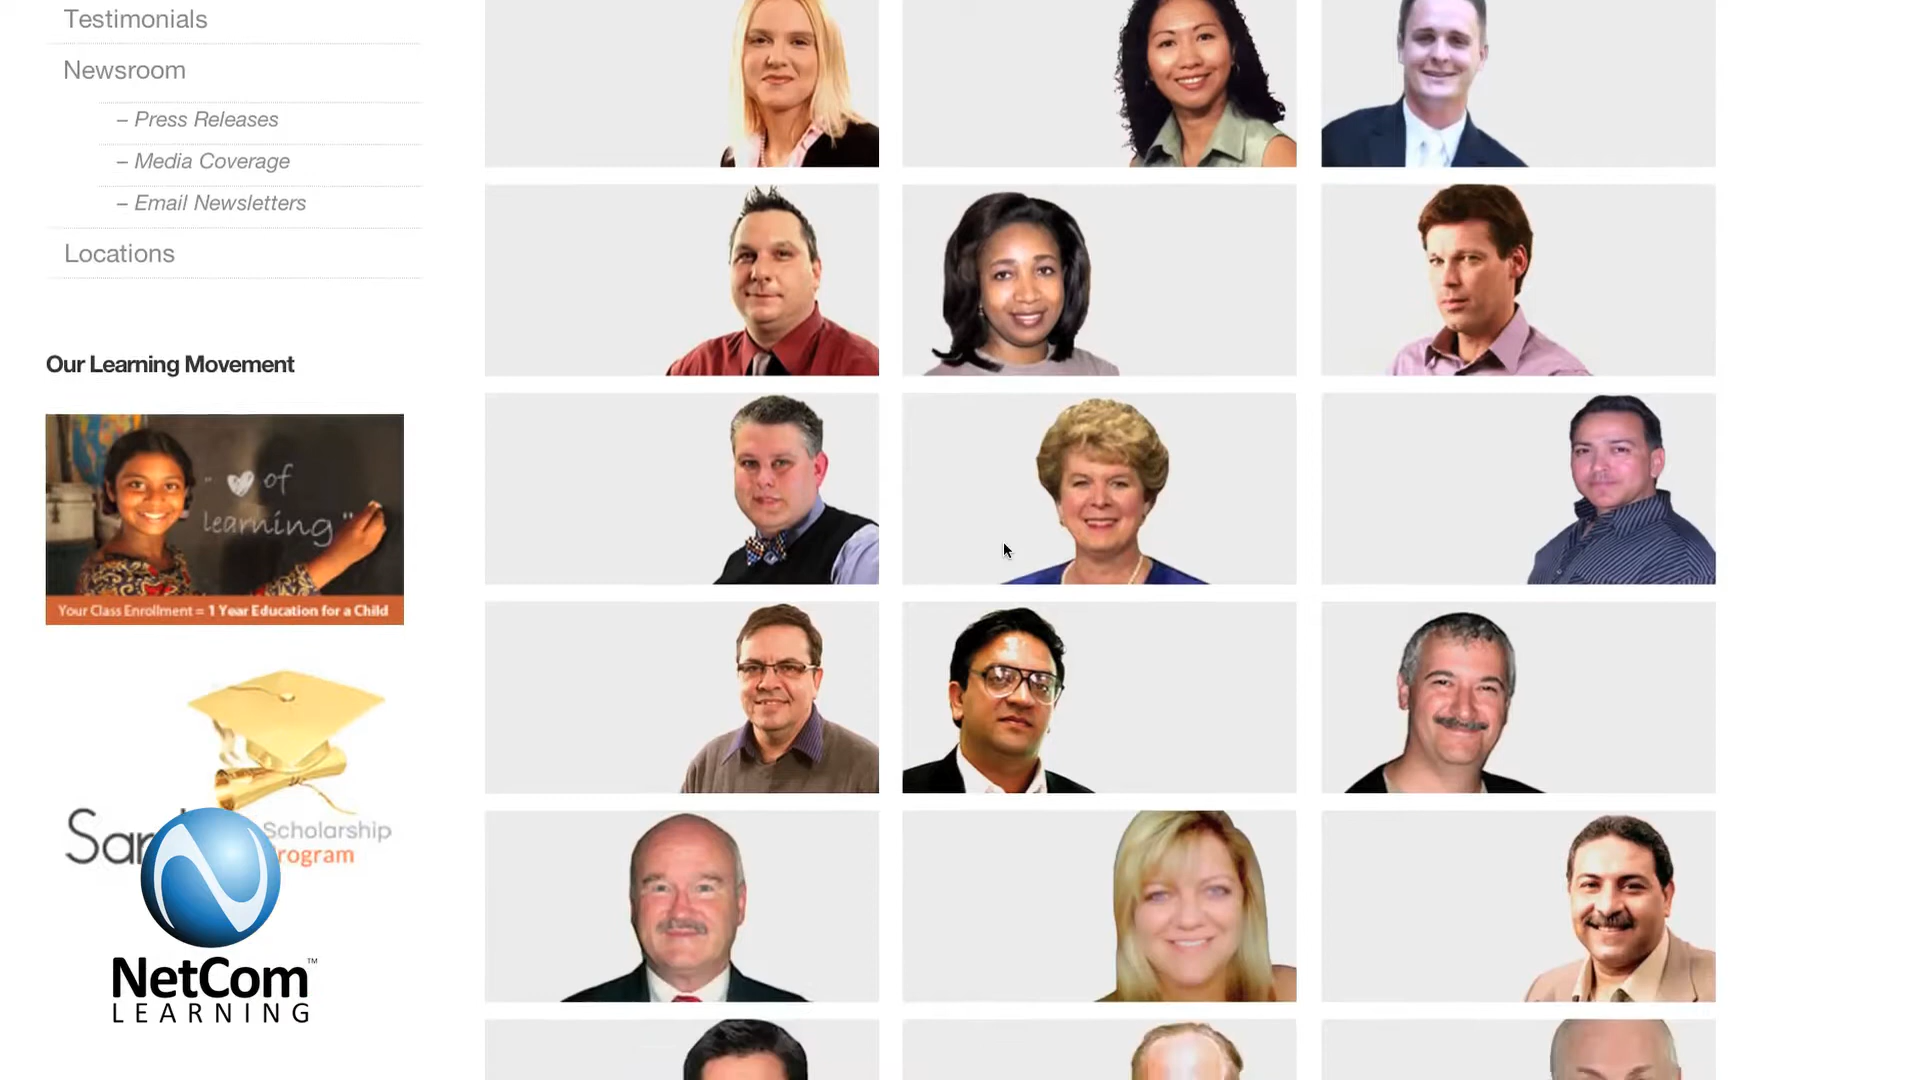 Testimonials
Newsroom
– Press Releases
– Media Coverage
– Email Newsletters
Locations
Our Learning Movement
" of
learning"
Your Class Enrollment = 1 Year Education for a Child
Scholarship
NetCom™
LEARNING